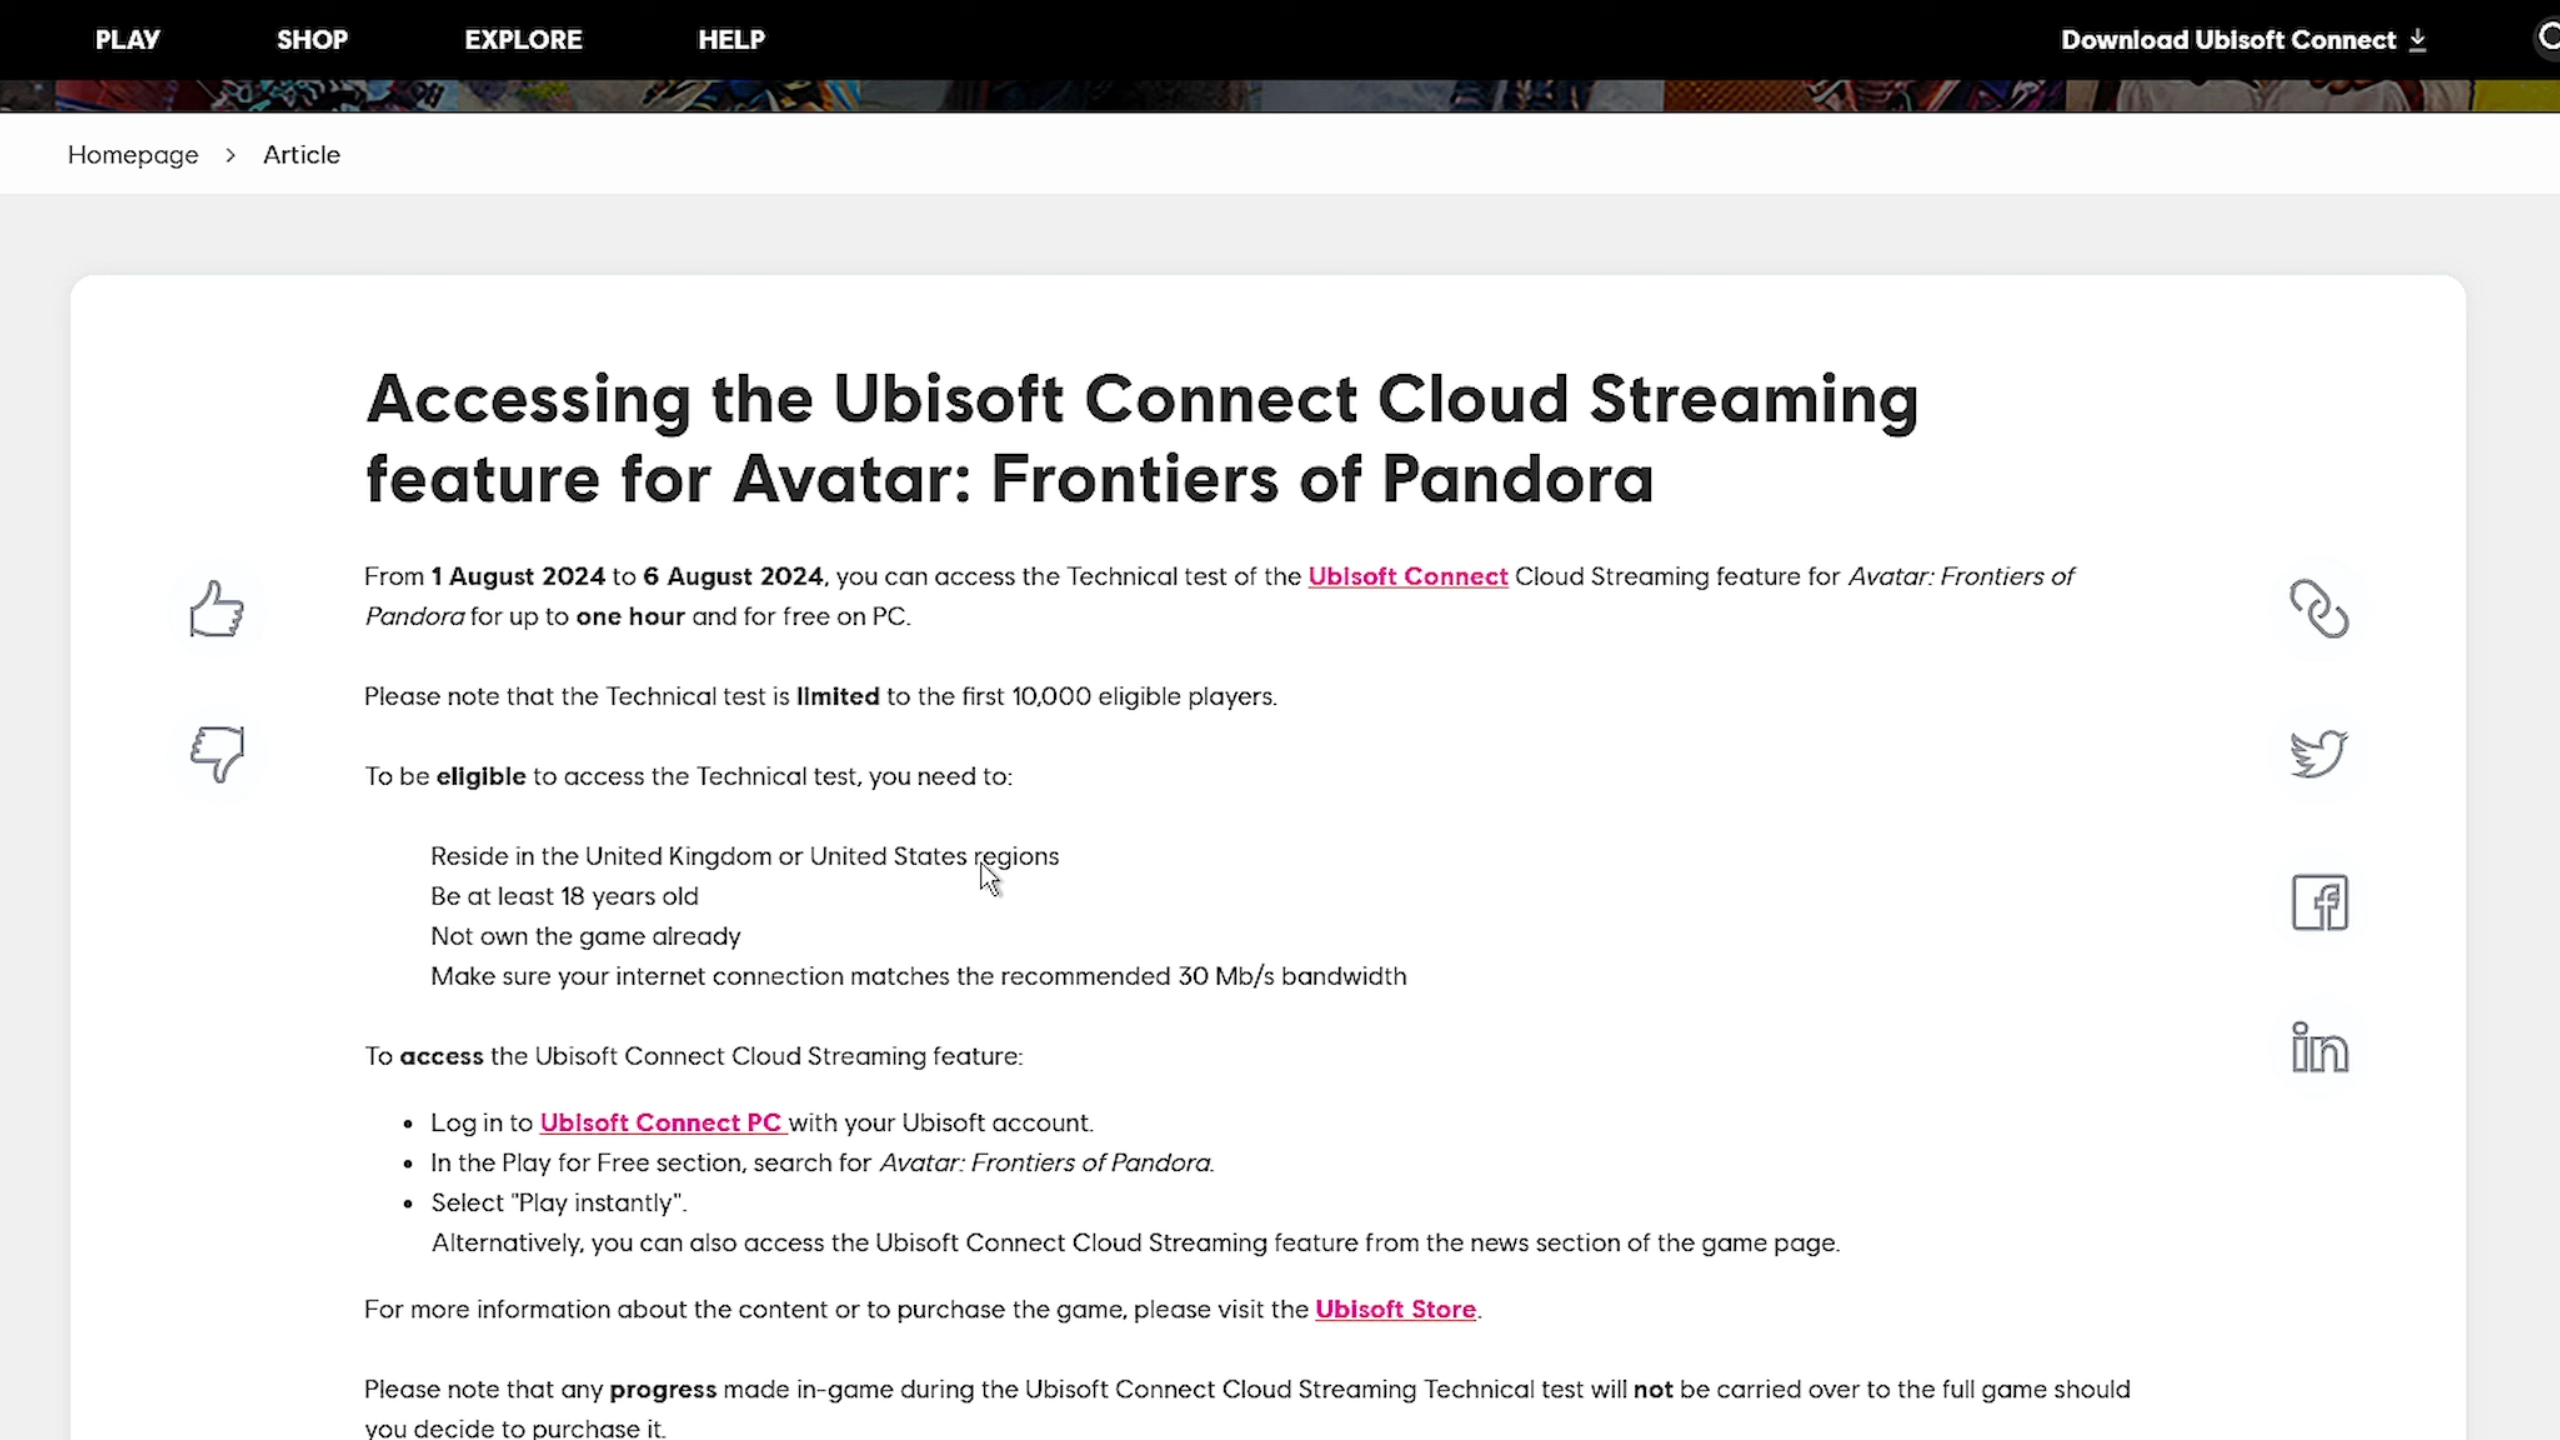 PLAY SHOP EXPLORE HELP Download Ubisoft Connect
Homepage > Article
Accessing the Ubisoft Connect Cloud Streaming
feature for Avatar: Frontiers of Pandora
From 1 August 2024 to 6 August 2024, you can access the Technical test of the Ubisoft Connect Cloud Streaming feature for Avatar: Frontiers of
Pandora for up to one hour and for free on PC.
Please note that the Technical test is limited to the first 10,000 eligible players.
To be eligible to access the Technical test, you need to:
Reside in the United Kingdom or United States regions
Be at least 18 years old
Not own the game already
Make sure your internet connection matches the recommended 30 Mb/s bandwidth
To access the Ubisoft Connect Cloud Streaming feature:
• Log in to Ubisoft Connect PC with your Ubisoft account.
• In the Play for Free section, search for Avatar: Frontiers of Pandora.
• Select "Play instantly".
Alternatively, you can also access the Ubisoft Connect Cloud Streaming feature from the news section of the game page.
For more information about the content or to purchase the game, please visit the Ubisoft Store.
Please note that any progress made in-game during the Ubisoft Connect Cloud Streaming Technical test will not be carried over to the full game should
you decide to purchase it.